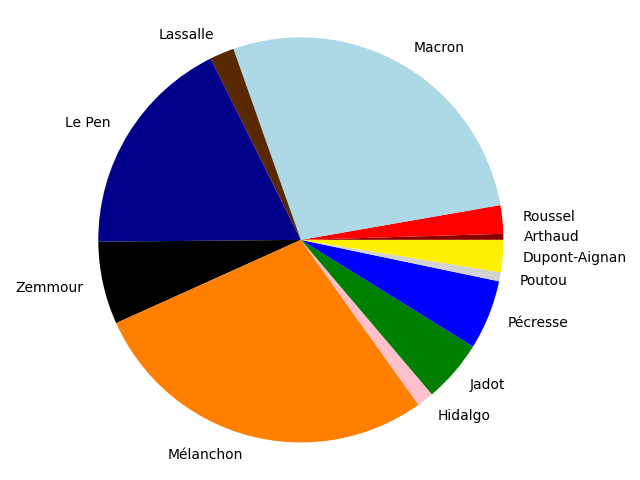 Lassalle
Macron
Le Pen
Roussel
Arthaud
Dupont-Aignan
Poutou
Zemmour
Pécresse
Jadot
Hidalgo
Mélanchon